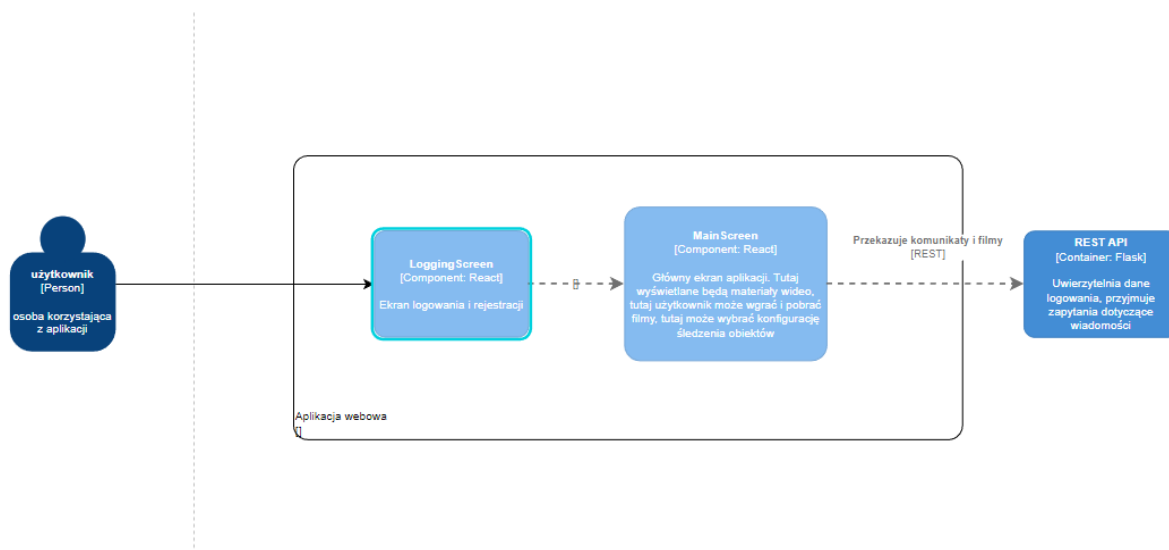 użytkownik
[Person]
osoba korzystająca
z aplikacji
LoggingScreen
[Component: React]
Ekran logowania i rejestracji
[]
MainScreen
[Component: React]
Główny ekran aplikacji. Tutaj
wyświetlane będą materiały wideo,
tutaj użytkownik może wgrać i pobrać
filmy, tutaj może wybrać konfigurację
śledzenia obiektów
Przekazuje komunikaty i filmy
[REST]
REST API
[Container: Flask]
Uwierzytelnia dane
logowania, przyjmuje
zapytania dotyczące
wiadomości
Aplikacja webowa
[]